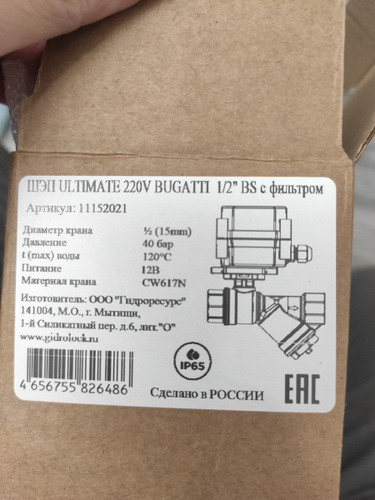 ШЭП ULTIMATE 220V BUGATTI 1/2" BS с фильтром
Артикул: 11152021
Диаметр крана ½ (15mm)
Давление 40 бар
t (max) воды 120°C
Питание 12В
Материал крана CW617N
Изготовитель: ООО "Гидроресурс"
141004, М.О., г. Мытищи,
1-й Силикатный пер. д.6, лит."О"
www.gidrolock.ru
4 656755 826486
IP65
Сделано в РОССИИ
EAC